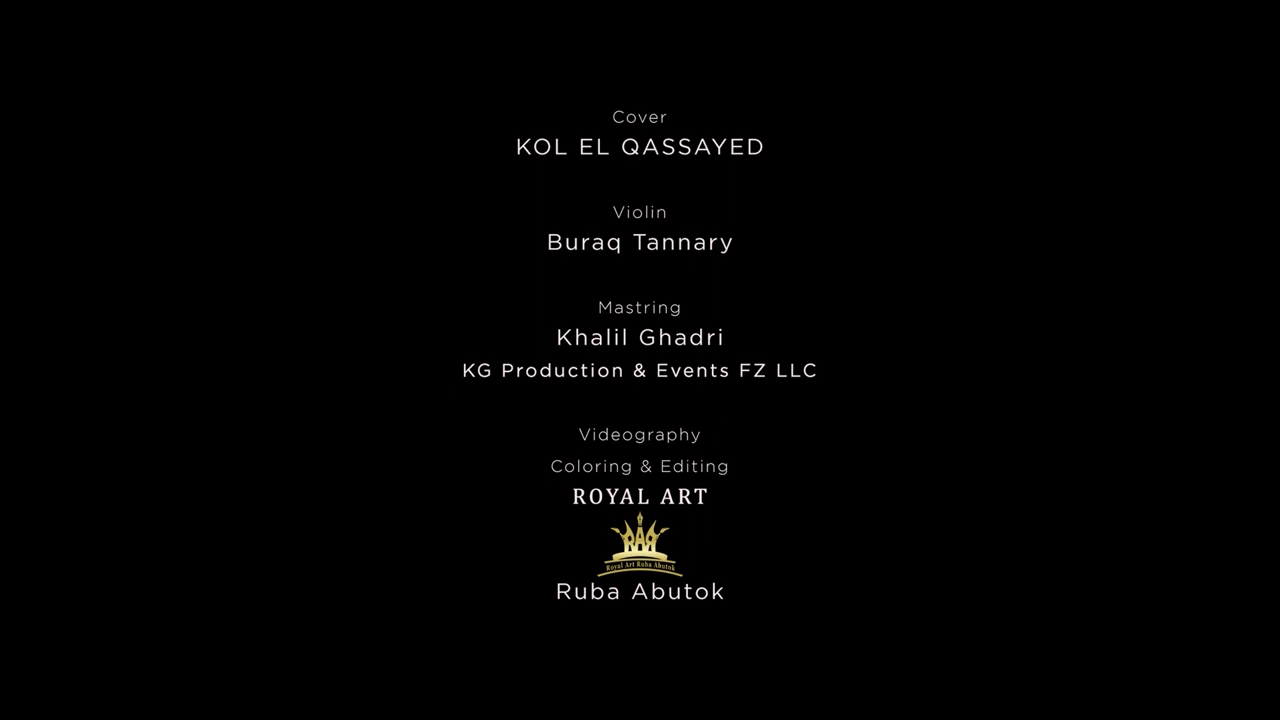 Cover
KOL EL QASSAYED
Violin
Buraq Tannary
Mastring
Khalil Ghadri
KG Production & Events FZ LLC
Videography
Coloring & Editing
ROYAL ART
RAR
Royal Art Ruba Abutok
Ruba Abutok